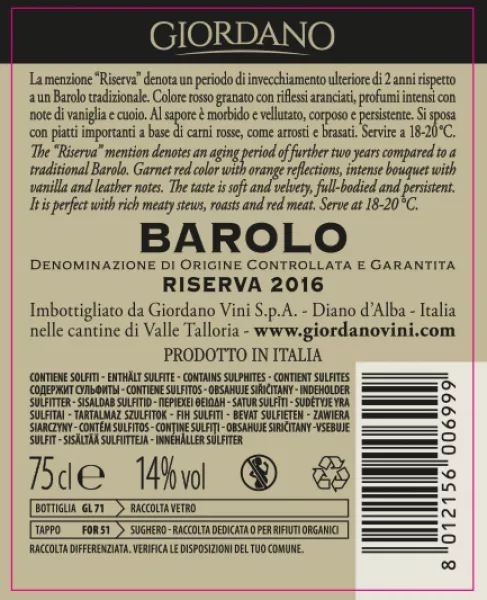 GIORDANO
La menzione "Riserva" denota un periodo di invecchiamento ulteriore di 2 anni rispetto
a un Barolo tradizionale. Colore rosso granato con riflessi aranciati, profumi intensi con
note di vaniglia e cuoio. Al sapore è morbido e vellutato, corposo e persistente. Si sposa
con piatti importanti a base di carni rosse, come arrosti e brasati. Servire a 18-20°C.
The "Riserva" mention denotes an aging period of further two years compared to a
traditional Barolo. Garnet red color with orange reflections, intense bouquet with
vanilla and leather notes. The taste is soft and velvety, full-bodied and persistent.
It is perfect with rich meaty stews, roasts and red meat. Serve at 18-20°C.
BAROLO
DENOMINAZIONE DI ORIGINE CONTROLLATA E GARANTITA
RISERVA 2016
Imbottigliato da Giordano Vini S.p.A. - Diano d'Alba - Italia
nelle cantine di Valle Talloria - www.giordanovini.com
PRODOTTO IN ITALIA
CONTIENE SOLFITI - ENTHÄLT SULFITE - CONTAINS SULPHITES - CONTIENT SULFITES
СОДЕРЖИТ СУЛЬФИТЫ - CONTIENE SULFITOS - OBSAHUJE SIŘIČITANY - INDEHOLDER
SULFITTER - SISALDAB SULFITID - ΠΕΡΙΕΧΕΙ ΘΕΙΩΔΗ - SATUR SULFĪTI - SUDĖTYJE YRA
SULFITAI - TARTALMAZ SZULFITOK - FIH SULFITI - BEVAT SULFIETEN - ZAWIERA
SIARCZYNY - CONTÉM SULFITOS - CONȚINE SULFIȚI - OBSAHUJE SIRIČITANY -VSEBUJE
SULFIT - SISÄLTÄÄ SULFIITTEJA - INNEHÅLLER SULFITER
75 cl e 14% vol
BOTTIGLIA GL 71 RACCOLTA VETRO
TAPPO FOR 51 SUGHERO - RACCOLTA DEDICATA O PER RIFIUTI ORGANICI
RACCOLTA DIFFERENZIATA. VERIFICA LE DISPOSIZIONI DEL TUO COMUNE.
8 012156 006999